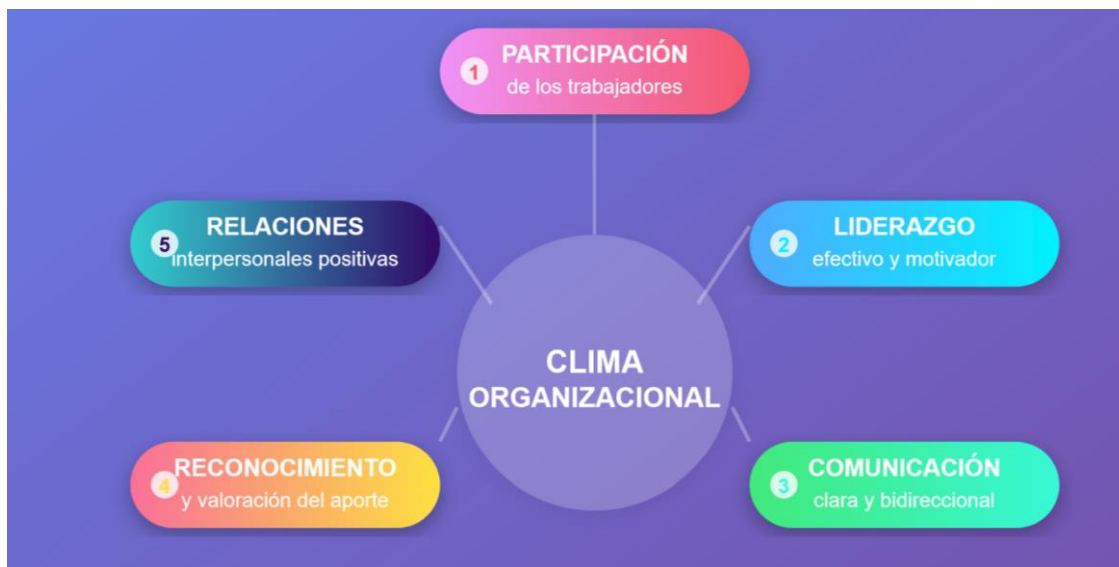 1
PARTICIPACIÓN
de los trabajadores
RELACIONES
5
interpersonales positivas
LIDERAZGO
2
efectivo y motivador
CLIMA
ORGANIZACIONAL
RECONOCIMIENTO
4
y valoración del aporte
COMUNICACIÓN
3
clara y bidireccional